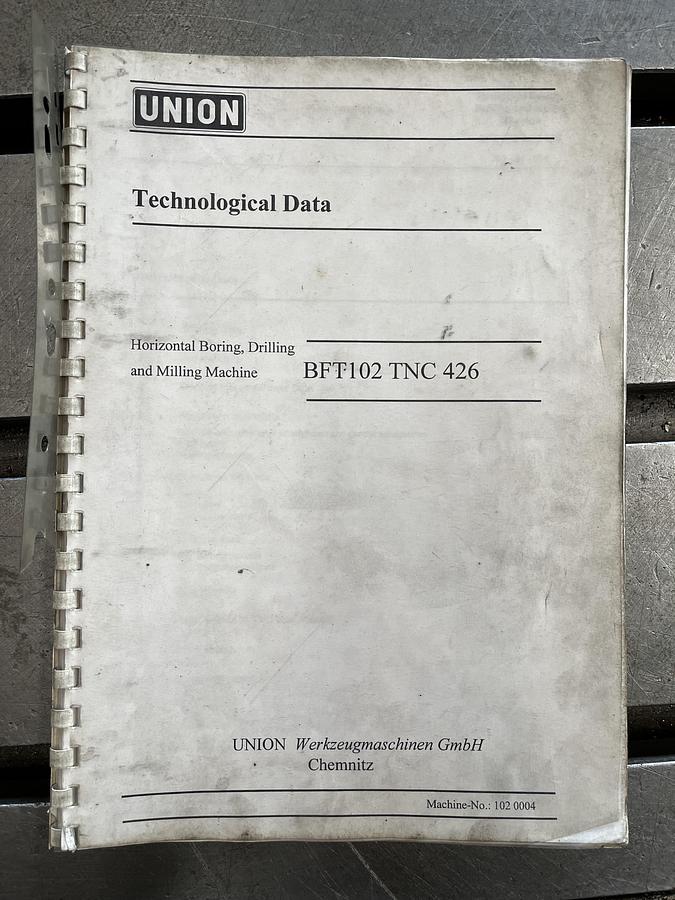 UNION
Technological Data
Horizontal Boring, Drilling
and Milling Machine
BFT102 TNC 426
UNION Werkzeugmaschinen GmbH
Chemnitz
Machine-No.: 102 0004